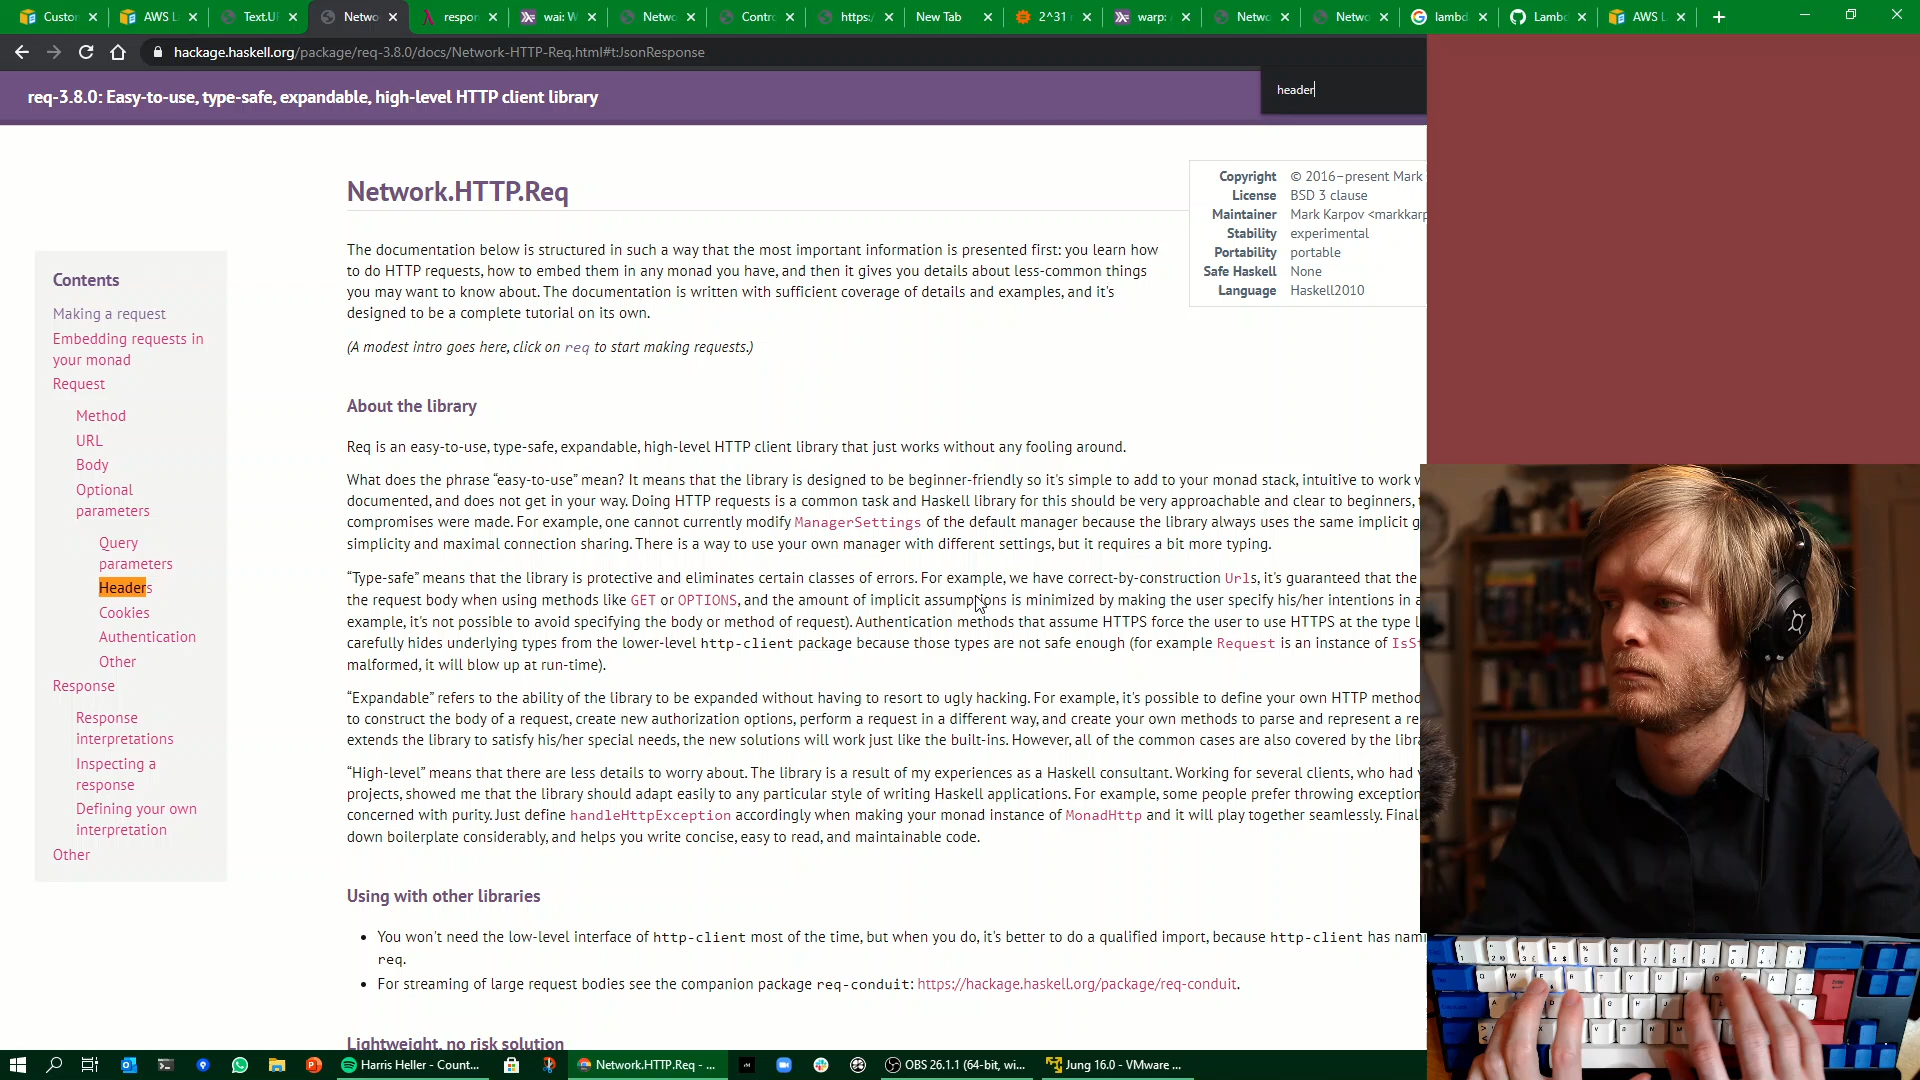 Custon
AWS L
Text.U
Netwo
respor
wai: W
Netwo
Contro
https:/
New Tab
2^31
warp:
Netwo
Netwo
lambd
Lambc
AWS L
hackage.haskell.org/package/req-3.8.0/docs/Network-HTTP-Req.html#t:JsonResponse
req-3.8.0: Easy-to-use, type-safe, expandable, high-level HTTP client library
header
Network.HTTP.Req
Copyright © 2016–present Mark
License BSD 3 clause
Maintainer Mark Karpov <markkarp
Stability experimental
Portability portable
Safe Haskell None
Language Haskell2010
The documentation below is structured in such a way that the most important information is presented first: you learn how
to do HTTP requests, how to embed them in any monad you have, and then it gives you details about less-common things
you may want to know about. The documentation is written with sufficient coverage of details and examples, and it's
designed to be a complete tutorial on its own.
(A modest intro goes here, click on req to start making requests.)
Contents
Making a request
Embedding requests in
your monad
Request
Method
URL
Body
Optional
parameters
Query
parameters
Headers
Cookies
Authentication
Other
Response
Response
interpretations
Inspecting a
response
Defining your own
interpretation
Other
About the library
Req is an easy-to-use, type-safe, expandable, high-level HTTP client library that just works without any fooling around.
What does the phrase “easy-to-use” mean? It means that the library is designed to be beginner-friendly so it's simple to add to your monad stack, intuitive to work
documented, and does not get in your way. Doing HTTP requests is a common task and Haskell library for this should be very approachable and clear to beginners,
compromises were made. For example, one cannot currently modify ManagerSettings of the default manager because the library always uses the same implicit g
simplicity and maximal connection sharing. There is a way to use your own manager with different settings, but it requires a bit more typing.
“Type-safe” means that the library is protective and eliminates certain classes of errors. For example, we have correct-by-construction Urls, it's guaranteed that the
the request body when using methods like GET or OPTIONS, and the amount of implicit assumptions is minimized by making the user specify his/her intentions in a
example, it's not possible to avoid specifying the body or method of request). Authentication methods that assume HTTPS force the user to use HTTPS at the type l
carefully hides underlying types from the lower-level http-client package because those types are not safe enough (for example Request is an instance of IsSt
malformed, it will blow up at run-time).
“Expandable” refers to the ability of the library to be expanded without having to resort to ugly hacking. For example, it's possible to define your own HTTP method
to construct the body of a request, create new authorization options, perform a request in a different way, and create your own methods to parse and represent a re
extends the library to satisfy his/her special needs, the new solutions will work just like the built-ins. However, all of the common cases are also covered by the libra
“High-level” means that there are less details to worry about. The library is a result of my experiences as a Haskell consultant. Working for several clients, who had v
projects, showed me that the library should adapt easily to any particular style of writing Haskell applications. For example, some people prefer throwing exception
concerned with purity. Just define handleHttpException accordingly when making your monad instance of MonadHttp and it will play together seamlessly. Final
down boilerplate considerably, and helps you write concise, easy to read, and maintainable code.
Using with other libraries
• You won't need the low-level interface of http-client most of the time, but when you do, it's better to do a qualified import, because http-client has nami
req.
• For streaming of large request bodies see the companion package req-conduit: https://hackage.haskell.org/package/req-conduit.
Lightweight, no risk solution
Harris Heller - Count...
Network.HTTP.Req - ...
OBS 26.1.1 (64-bit, wi...
Jung 16.0 - VMware ...